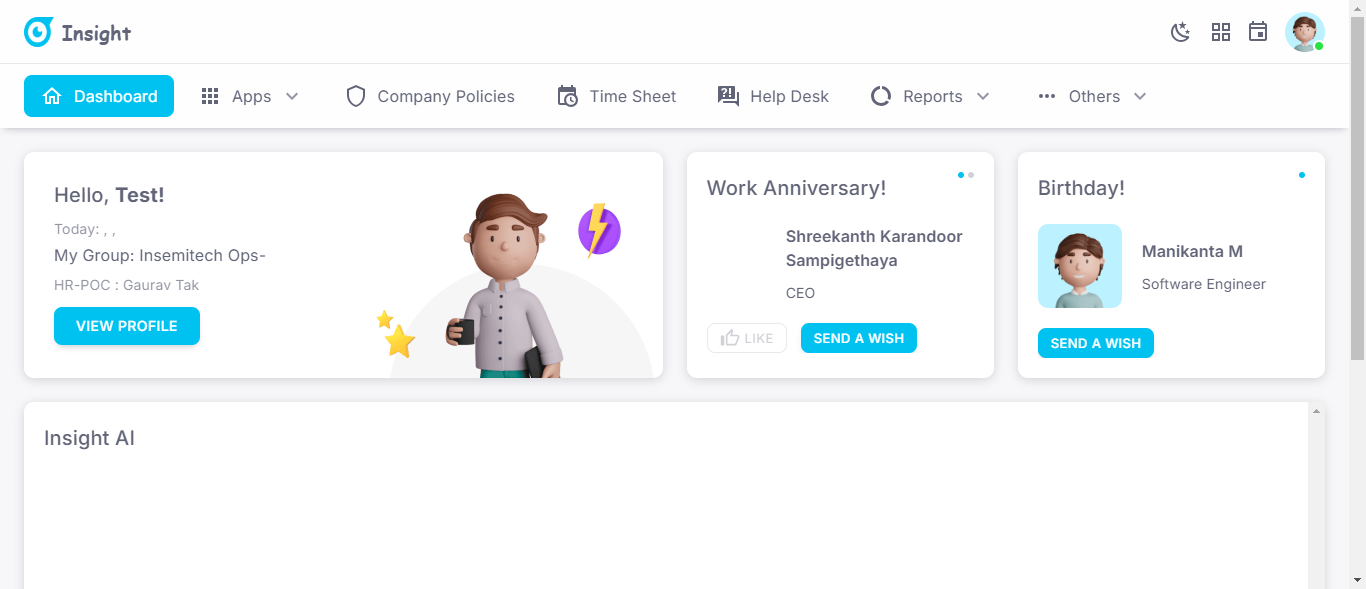 Insight
Dashboard
Apps
Company Policies
Time Sheet
Help Desk
Reports
Others
Hello, Test!
Today: , ,
My Group: Insemitech Ops-
HR-POC : Gaurav Tak
VIEW PROFILE
Work Anniversary!
Shreekanth Karandoor
Sampigethaya
CEO
LIKE
SEND A WISH
Birthday!
Manikanta M
Software Engineer
SEND A WISH
Insight AI